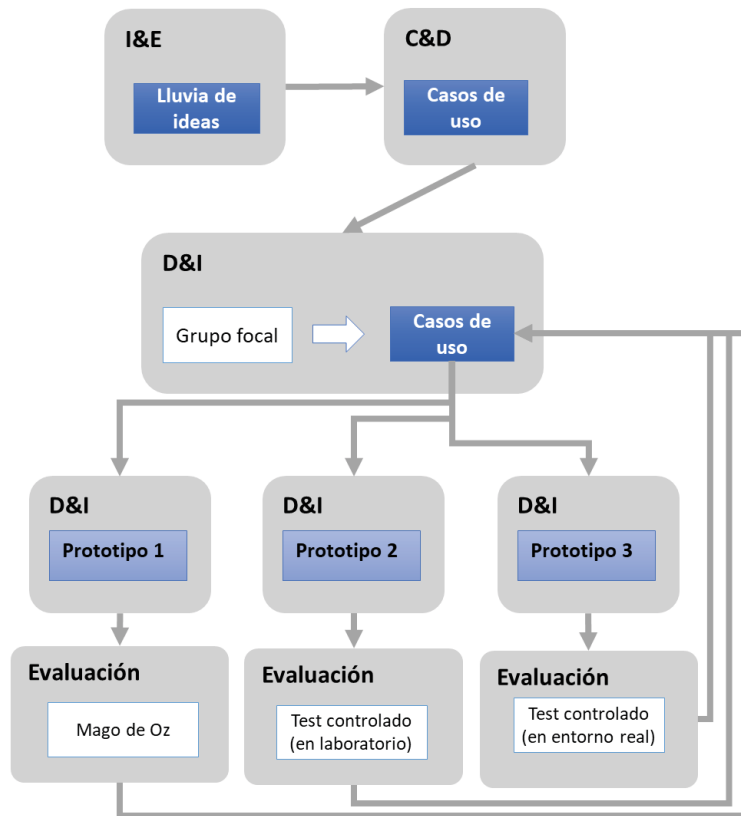 I&E
Lluvia de
ideas
C&D
Casos de
uso
D&I
Grupo focal
Casos de
uso
D&I
Prototipo 1
D&I
Prototipo 2
D&I
Prototipo 3
Evaluación
Mago de Oz
Evaluación
Test controlado
(en laboratorio)
Evaluación
Test controlado
(en entorno real)